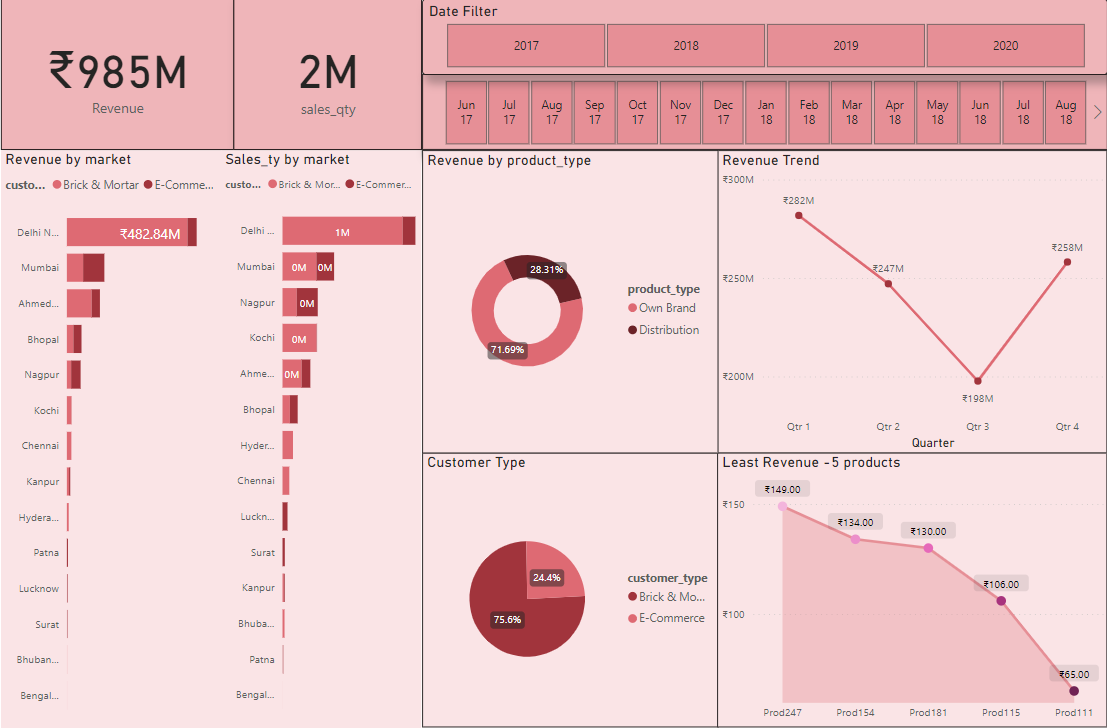 ₹985M
Revenue
2M
sales_qty
Date Filter
2017 2018 2019 2020
Jun 17 Jul 17 Aug 17 Sep 17 Oct 17 Nov 17 Dec 17 Jan 18 Feb 18 Mar 18 Apr 18 May 18 Jun 18 Jul 18 Aug 18
Revenue by market
custo... Brick & Mortar E-Comme...
Delhi N... ₹482.84M
Mumbai
Ahmed...
Bhopal
Nagpur
Kochi
Chennai
Kanpur
Hydera...
Patna
Lucknow
Surat
Bhuban...
Bengal...
Sales_ty by market
custo... Brick & Mor... E-Commer...
Delhi ... 1M
Mumbai 0M 0M
Nagpur 0M
Kochi 0M
Ahme... 0M
Bhopal
Hyder...
Chennai
Luckn...
Surat
Kanpur
Bhuba...
Patna
Bengal...
Revenue by product_type
28.31%
71.69%
product_type
Own Brand
Distribution
Revenue Trend
₹300M
₹282M
₹250M
₹247M
₹258M
₹200M
₹198M
Qtr 1 Qtr 2 Qtr 3 Qtr 4
Quarter
Customer Type
24.4%
75.6%
customer_type
Brick & Mo...
E-Commerce
Least Revenue - 5 products
₹149.00
₹150
₹134.00
₹130.00
₹106.00
₹100
₹65.00
Prod247 Prod154 Prod181 Prod115 Prod111